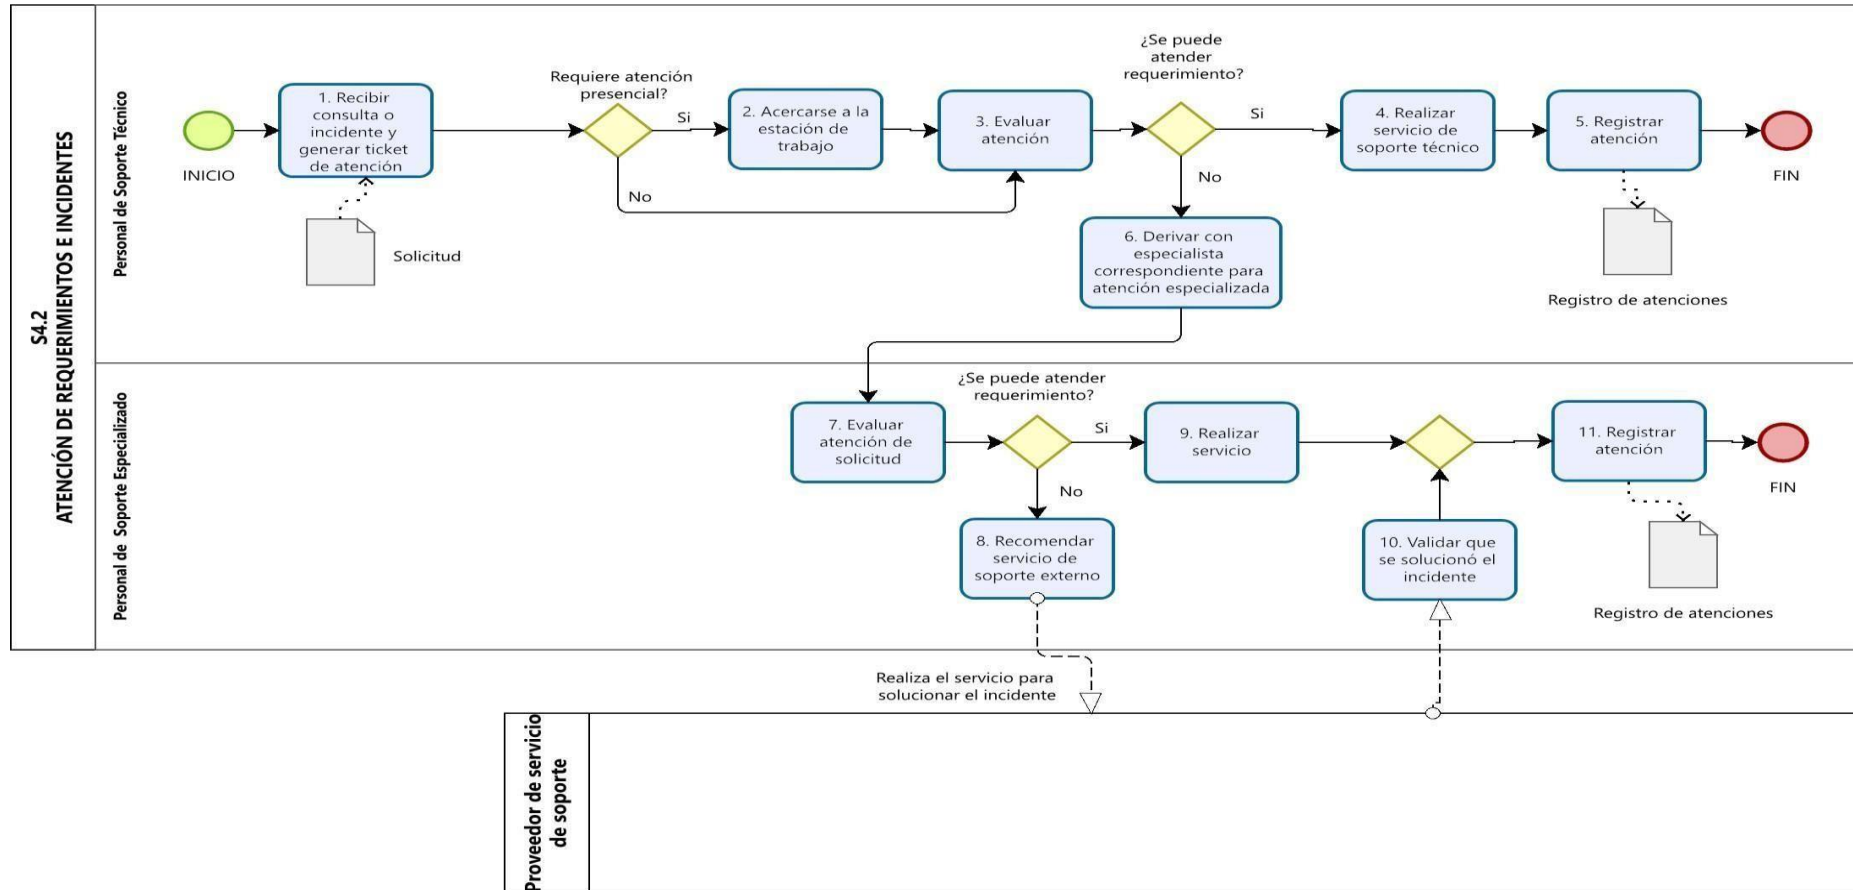 S4.2
ATENCIÓN DE REQUERIMIENTOS E INCIDENTES
Personal de Soporte Técnico
INICIO
1. Recibir
consulta o
incidente y
generar ticket
de atención
Solicitud
Requiere atención
presencial?
Si
No
2. Acercarse a la
estación de
trabajo
3. Evaluar
atención
¿Se puede
atender
requerimiento?
Si
No
4. Realizar
servicio de
soporte técnico
5. Registrar
atención
FIN
Registro de atenciones
6. Derivar con
especialista
correspondiente para
atención especializada
Personal de Soporte Especializado
7. Evaluar
atención de
solicitud
¿Se puede atender
requerimiento?
Si
No
9. Realizar
servicio
8. Recomendar
servicio de
soporte externo
10. Validar que
se solucionó el
incidente
11. Registrar
atención
FIN
Registro de atenciones
Realiza el servicio para
solucionar el incidente
Proveedor de servicio
de soporte